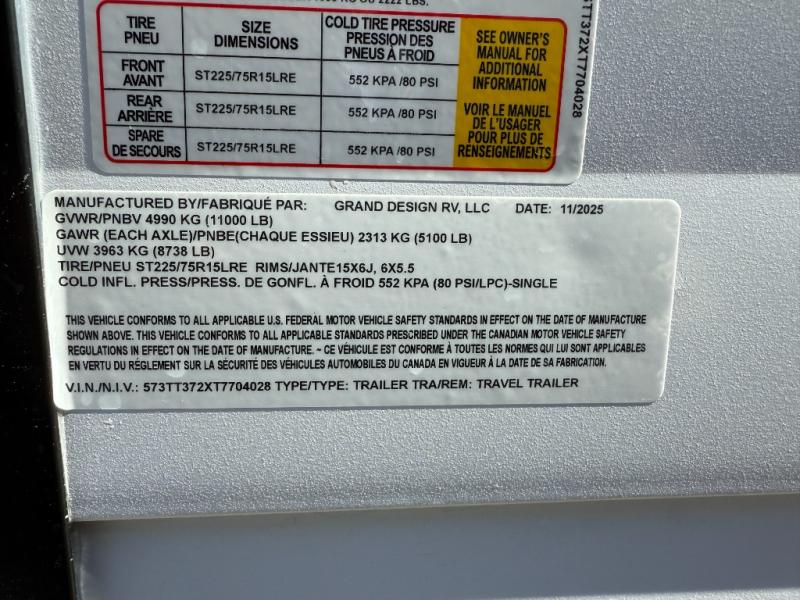 KG OU 2222 LBS.
TIRE PNEU
SIZE DIMENSIONS
COLD TIRE PRESSURE PRESSION DES PNEUS À FROID
SEE OWNER'S MANUAL FOR ADDITIONAL INFORMATION
VOIR LE MANUEL DE L'USAGER POUR PLUS DE RENSEIGNEMENTS
FRONT AVANT
ST225/75R15LRE
552 KPA /80 PSI
REAR ARRIÈRE
ST225/75R15LRE
552 KPA /80 PSI
SPARE DE SECOURS
ST225/75R15LRE
552 KPA /80 PSI
TT372XT7704028
MANUFACTURED BY/FABRIQUÉ PAR: GRAND DESIGN RV, LLC DATE: 11/2025
GVWR/PNBV 4990 KG (11000 LB)
GAWR (EACH AXLE)/PNBE(CHAQUE ESSIEU) 2313 KG (5100 LB)
UVW 3963 KG (8738 LB)
TIRE/PNEU ST225/75R15LRE RIMS/JANTE15X6J, 6X5.5
COLD INFL. PRESS/PRESS. DE GONFL. À FROID 552 KPA (80 PSI/LPC)-SINGLE
THIS VEHICLE CONFORMS TO ALL APPLICABLE U.S. FEDERAL MOTOR VEHICLE SAFETY STANDARDS IN EFFECT ON THE DATE OF MANUFACTURE
SHOWN ABOVE. THIS VEHICLE CONFORMS TO ALL APPLICABLE STANDARDS PRESCRIBED UNDER THE CANADIAN MOTOR VEHICLE SAFETY
REGULATIONS IN EFFECT ON THE DATE OF MANUFACTURE. ~ CE VÉHICULE EST CONFORME À TOUTES LES NORMES QUI LUI SONT APPLICABLES
EN VERTU DU RÈGLEMENT SUR LA SÉCURITÉ DES VÉHICULES AUTOMOBILES DU CANADA EN VIGUEUR À LA DATE DE SA FABRICATION.
V.I.N./N.I.V.: 573TT372XT7704028 TYPE/TYPE: TRAILER TRA/REM: TRAVEL TRAILER